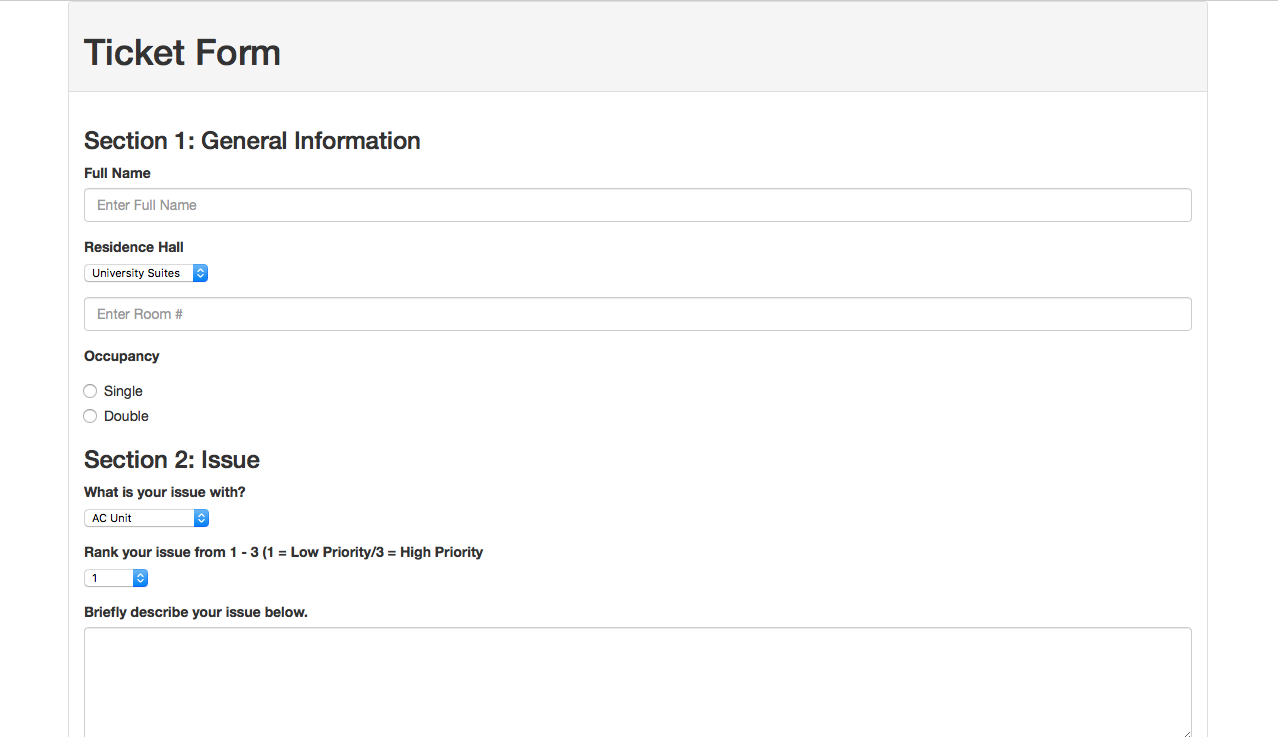 Ticket Form
Section 1: General Information
Full Name
Enter Full Name
Residence Hall
University Suites
Enter Room #
Occupancy
Single
Double
Section 2: Issue
What is your issue with?
AC Unit
Rank your issue from 1 - 3 (1 = Low Priority/3 = High Priority
1
Briefly describe your issue below.